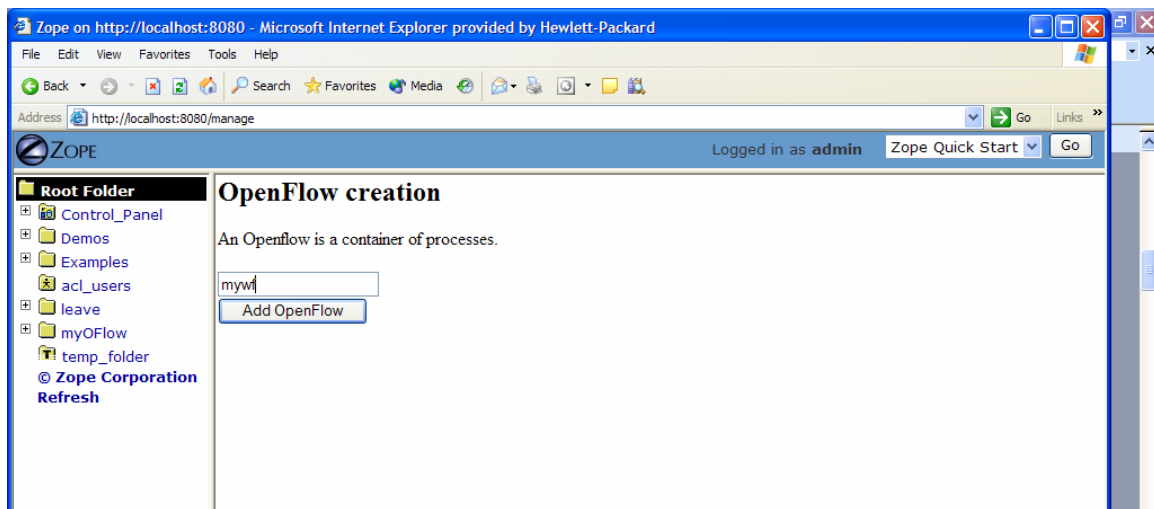 Zope on http://localhost:8080 - Microsoft Internet Explorer provided by Hewlett-Packard
File Edit View Favorites Tools Help
Back Search Favorites Media
Address http://localhost:8080/manage Go Links »
ZOPE Logged in as admin Zope Quick Start Go
Root Folder
Control_Panel
Demos
Examples
acl_users
leave
myOFlow
temp_folder
© Zope Corporation
Refresh
OpenFlow creation
An Openflow is a container of processes.
mywf
Add OpenFlow